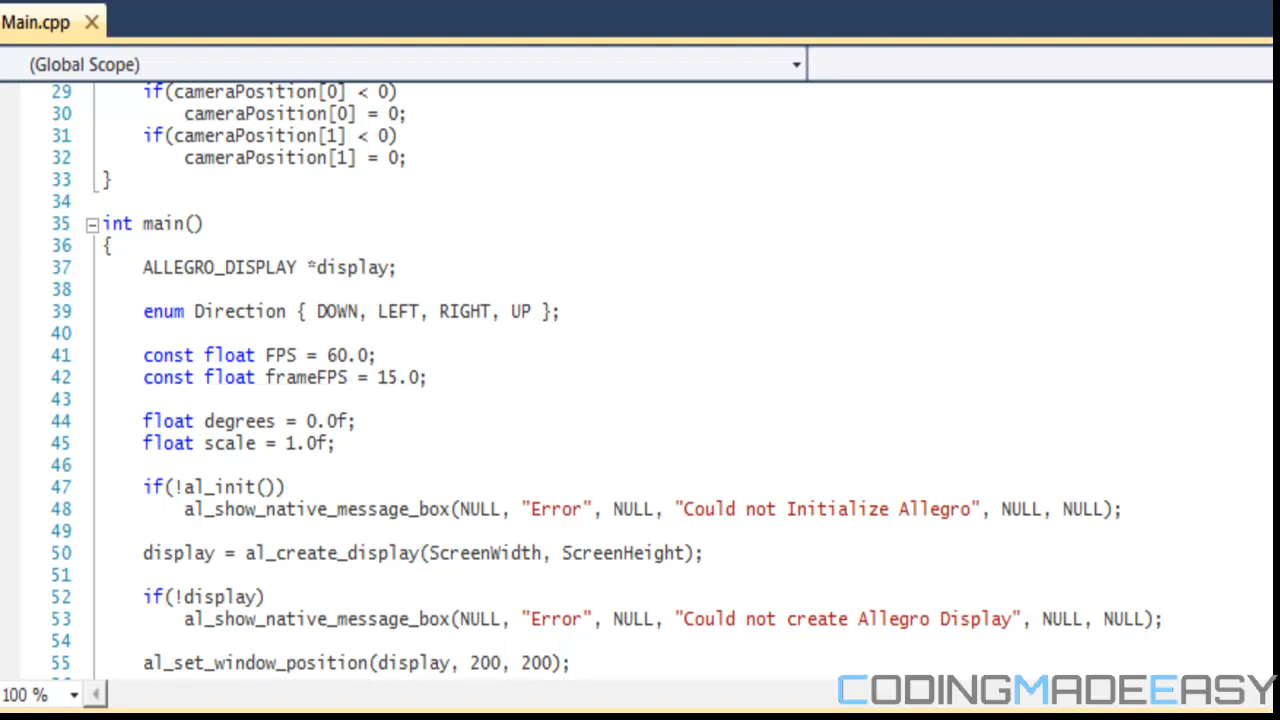 Main.cpp
(Global Scope)
29 if(cameraPosition[0] < 0)
30 cameraPosition[0] = 0;
31 if(cameraPosition[1] < 0)
32 cameraPosition[1] = 0;
33 }
34
35 int main()
36 {
37 ALLEGRO_DISPLAY *display;
38
39 enum Direction { DOWN, LEFT, RIGHT, UP };
40
41 const float FPS = 60.0;
42 const float frameFPS = 15.0;
43
44 float degrees = 0.0f;
45 float scale = 1.0f;
46
47 if(!al_init())
48 al_show_native_message_box(NULL, "Error", NULL, "Could not Initialize Allegro", NULL, NULL);
49
50 display = al_create_display(ScreenWidth, ScreenHeight);
51
52 if(!display)
53 al_show_native_message_box(NULL, "Error", NULL, "Could not create Allegro Display", NULL, NULL);
54
55 al_set_window_position(display, 200, 200);
100 %
CODINGMADEEASY